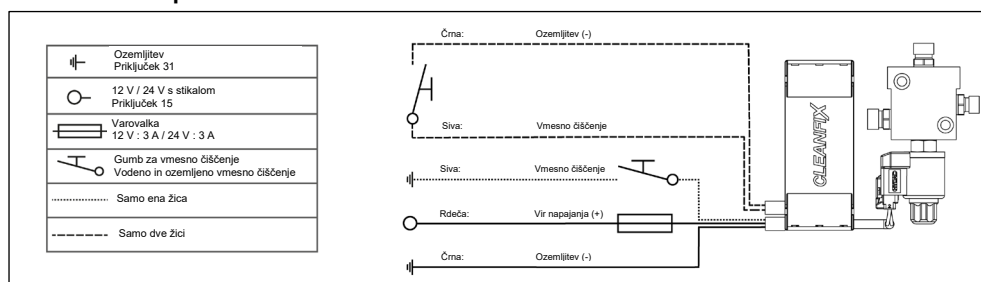 Ozemljitev
Priključek 31
12 V / 24 V s stikalom
Priključek 15
Varovalka
12 V : 3 A / 24 V : 3 A
Gumb za vmesno čiščenje
Vodeno in ozemljeno vmesno čiščenje
Samo ena žica
Samo dve žici
Črna: Ozemljitev (-)
Siva: Vmesno čiščenje
Siva: Vmesno čiščenje
Rdeča: Vir napajanja (+)
Črna: Ozemljitev (-)
CLEANFIX